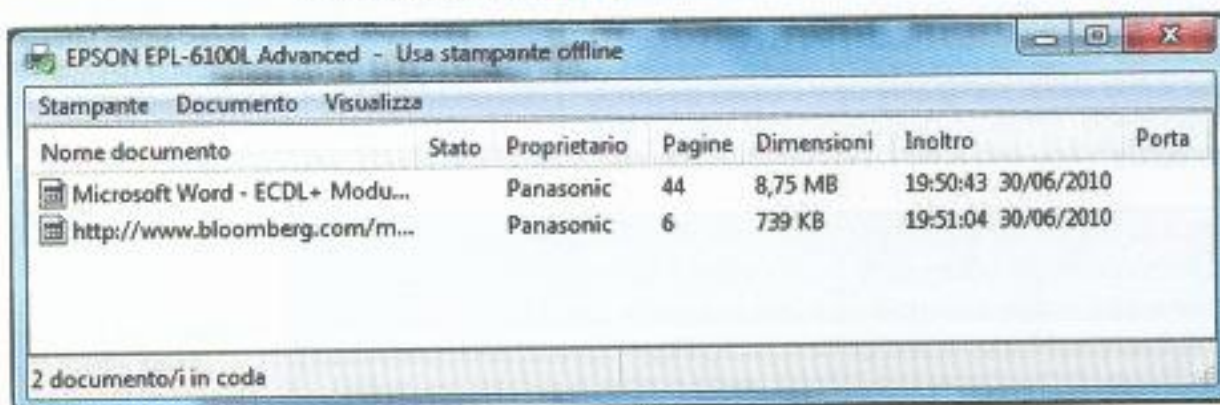 EPSON EPL-6100L Advanced - Usa stampante offline
Stampante Documento Visualizza
Nome documento Stato Proprietario Pagine Dimensioni Inoltro Porta
Microsoft Word - ECDL+ Modu... Panasonic 44 8,75 MB 19:50:43 30/06/2010
http://www.bloomberg.com/m... Panasonic 6 739 KB 19:51:04 30/06/2010
2 documento/i in coda